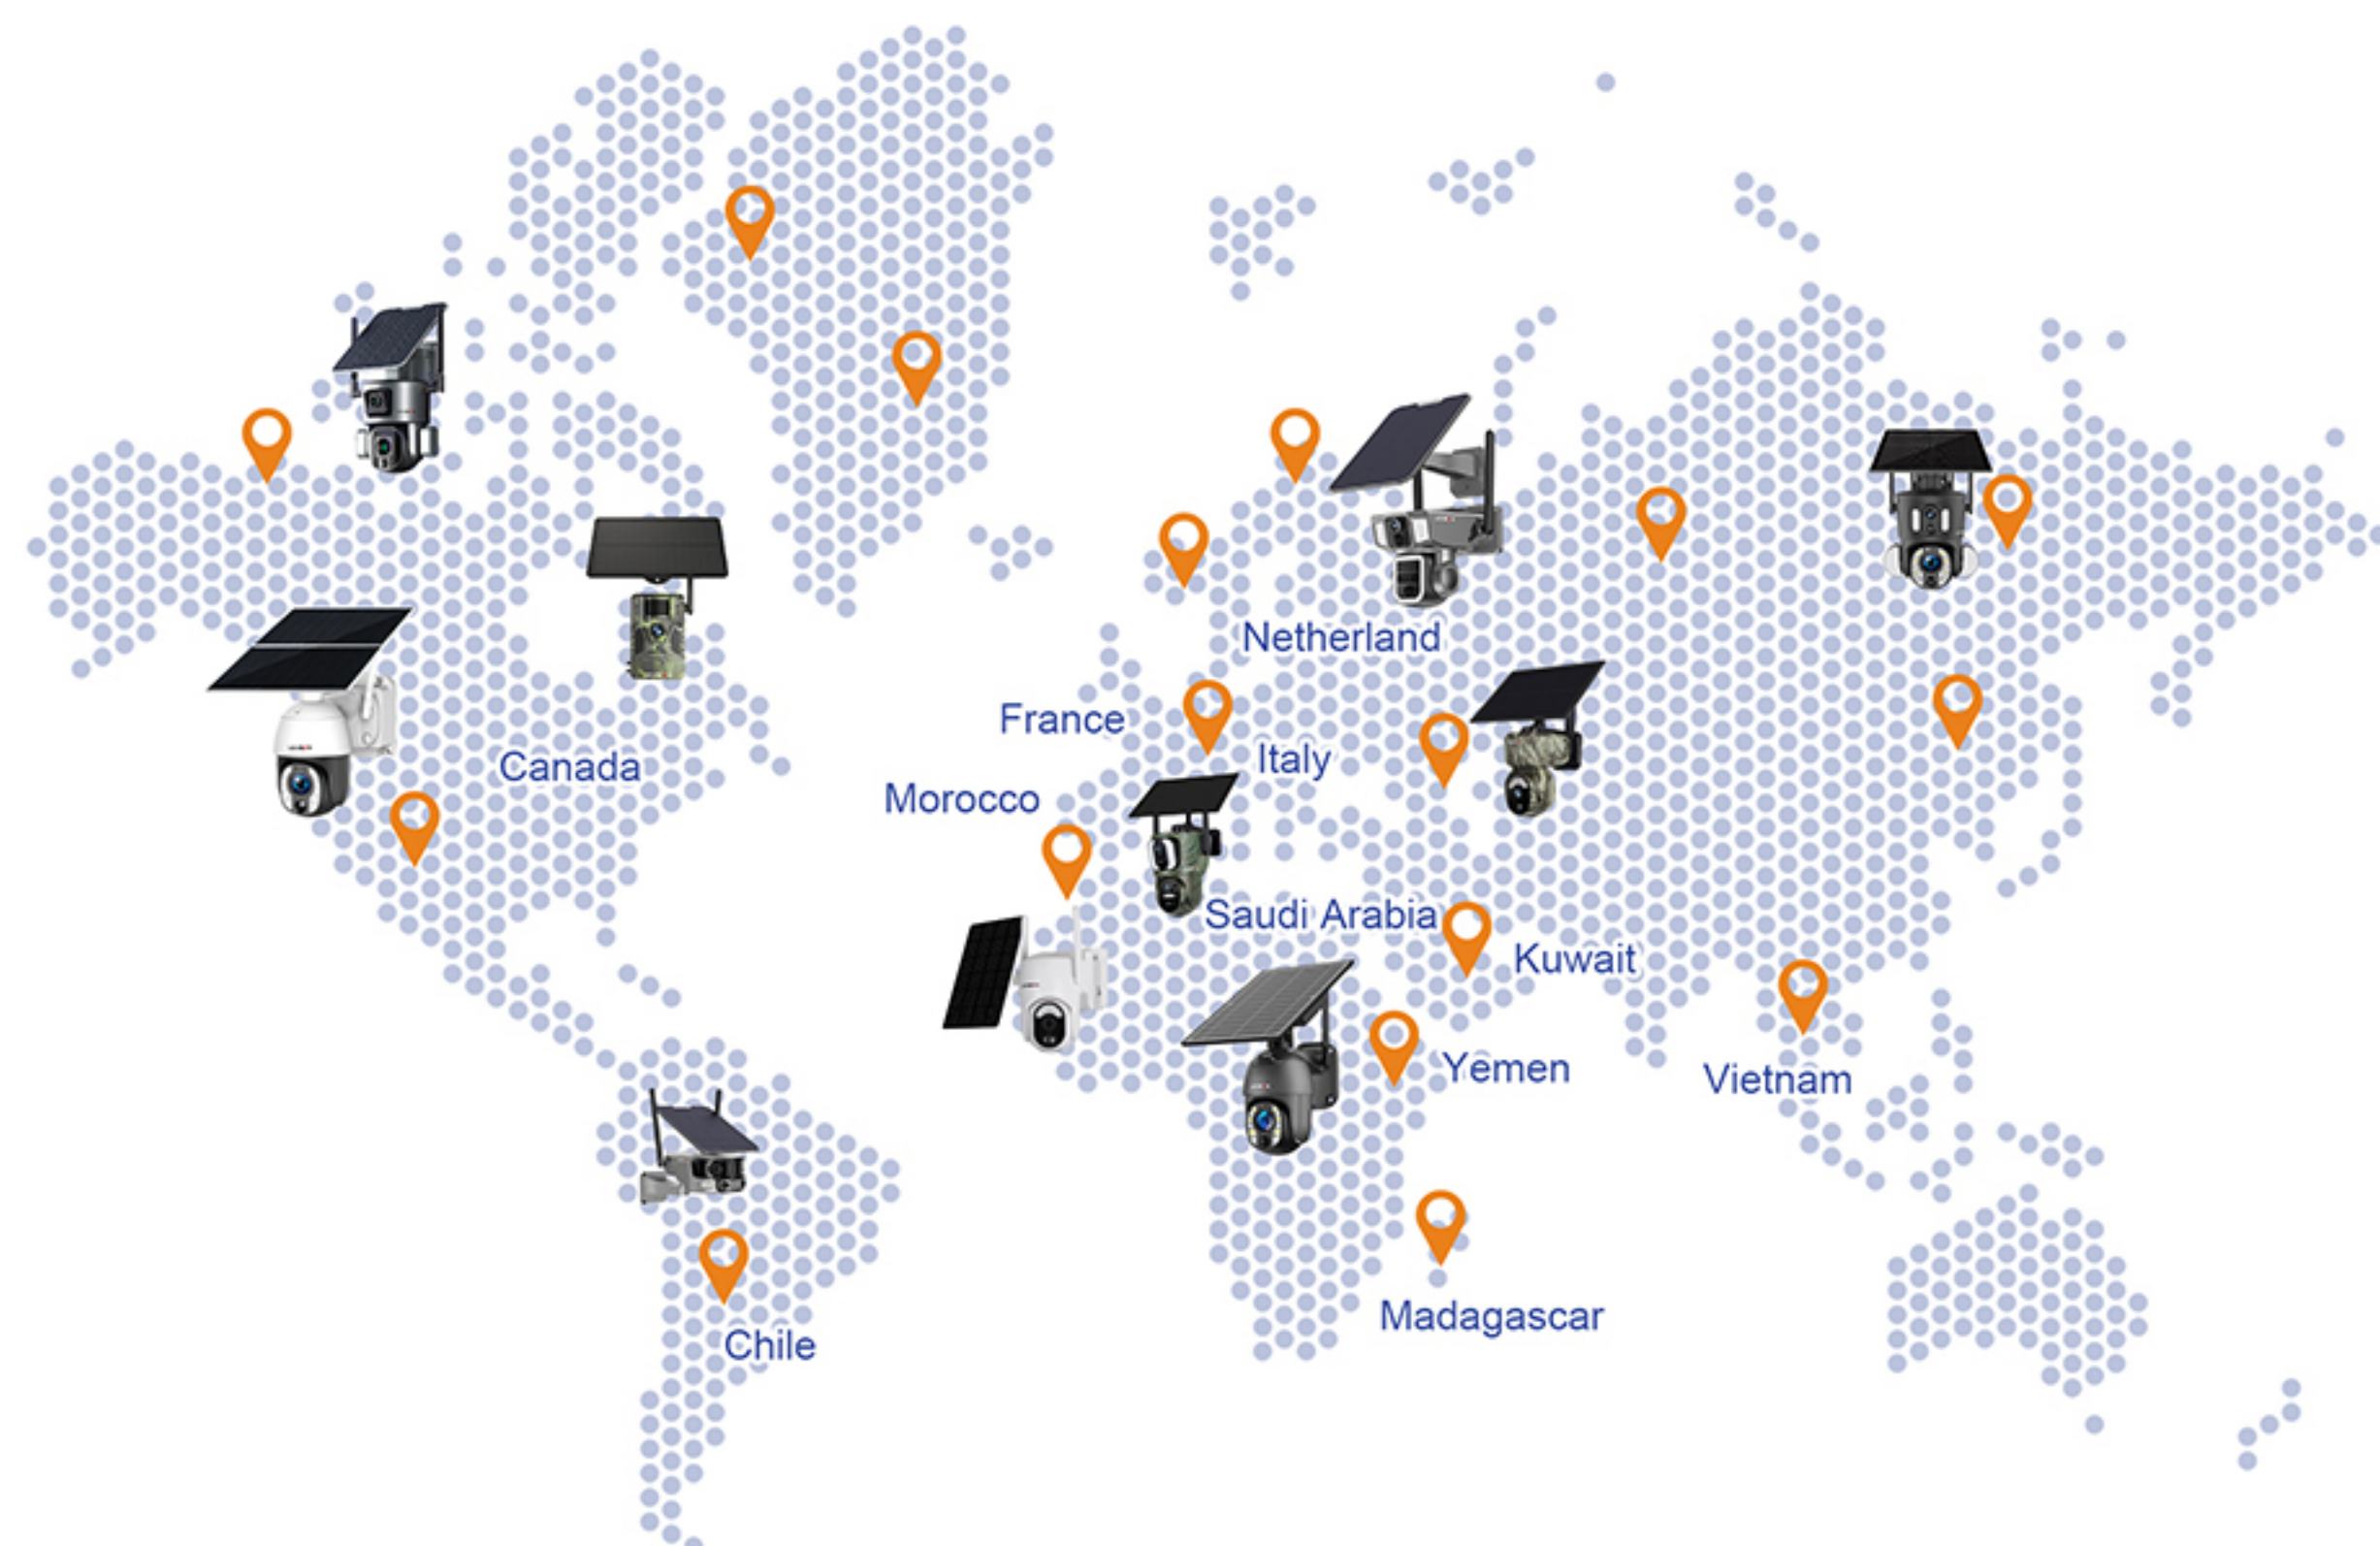 Netherland
France
Italy
Canada
Morocco
Saudi Arabia
Kuwait
Yemen
Vietnam
Madagascar
Chile